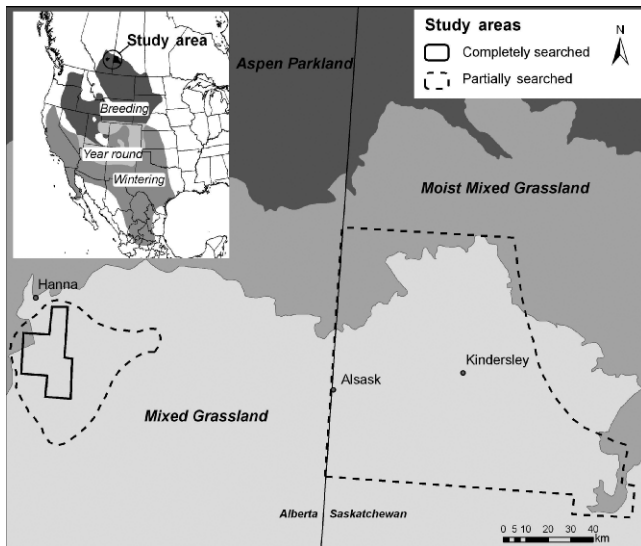 Study area
Breeding
Year round
Wintering
Study areas
Completely searched
Partially searched
N
Aspen Parkland
Moist Mixed Grassland
Hanna
Kindersley
Alsask
Mixed Grassland
Alberta Saskatchewan
0 5 10 20 30 40
km